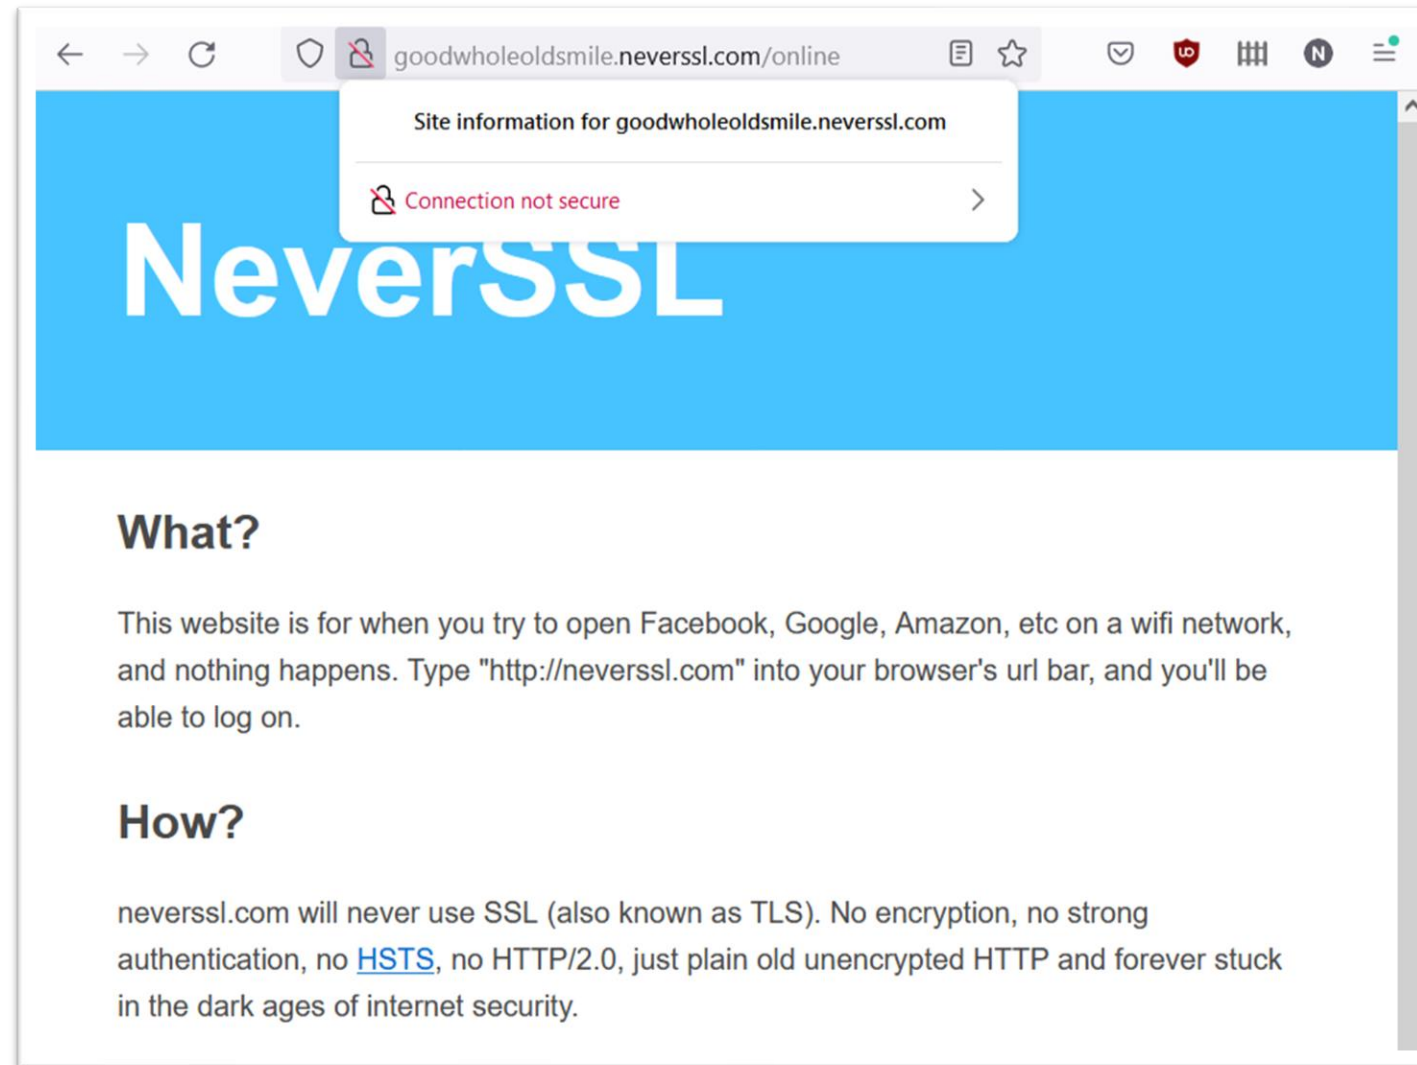 goodwholeoldsmile.neverssl.com/online
N
Site information for goodwholeoldsmile.neverssl.com
Connection not secure
NeverSSL
What?
This website is for when you try to open Facebook, Google, Amazon, etc on a wifi network,
and nothing happens. Type "http://neverssl.com" into your browser's url bar, and you'll be
able to log on.
How?
neverssl.com will never use SSL (also known as TLS). No encryption, no strong
authentication, no HSTS, no HTTP/2.0, just plain old unencrypted HTTP and forever stuck
in the dark ages of internet security.